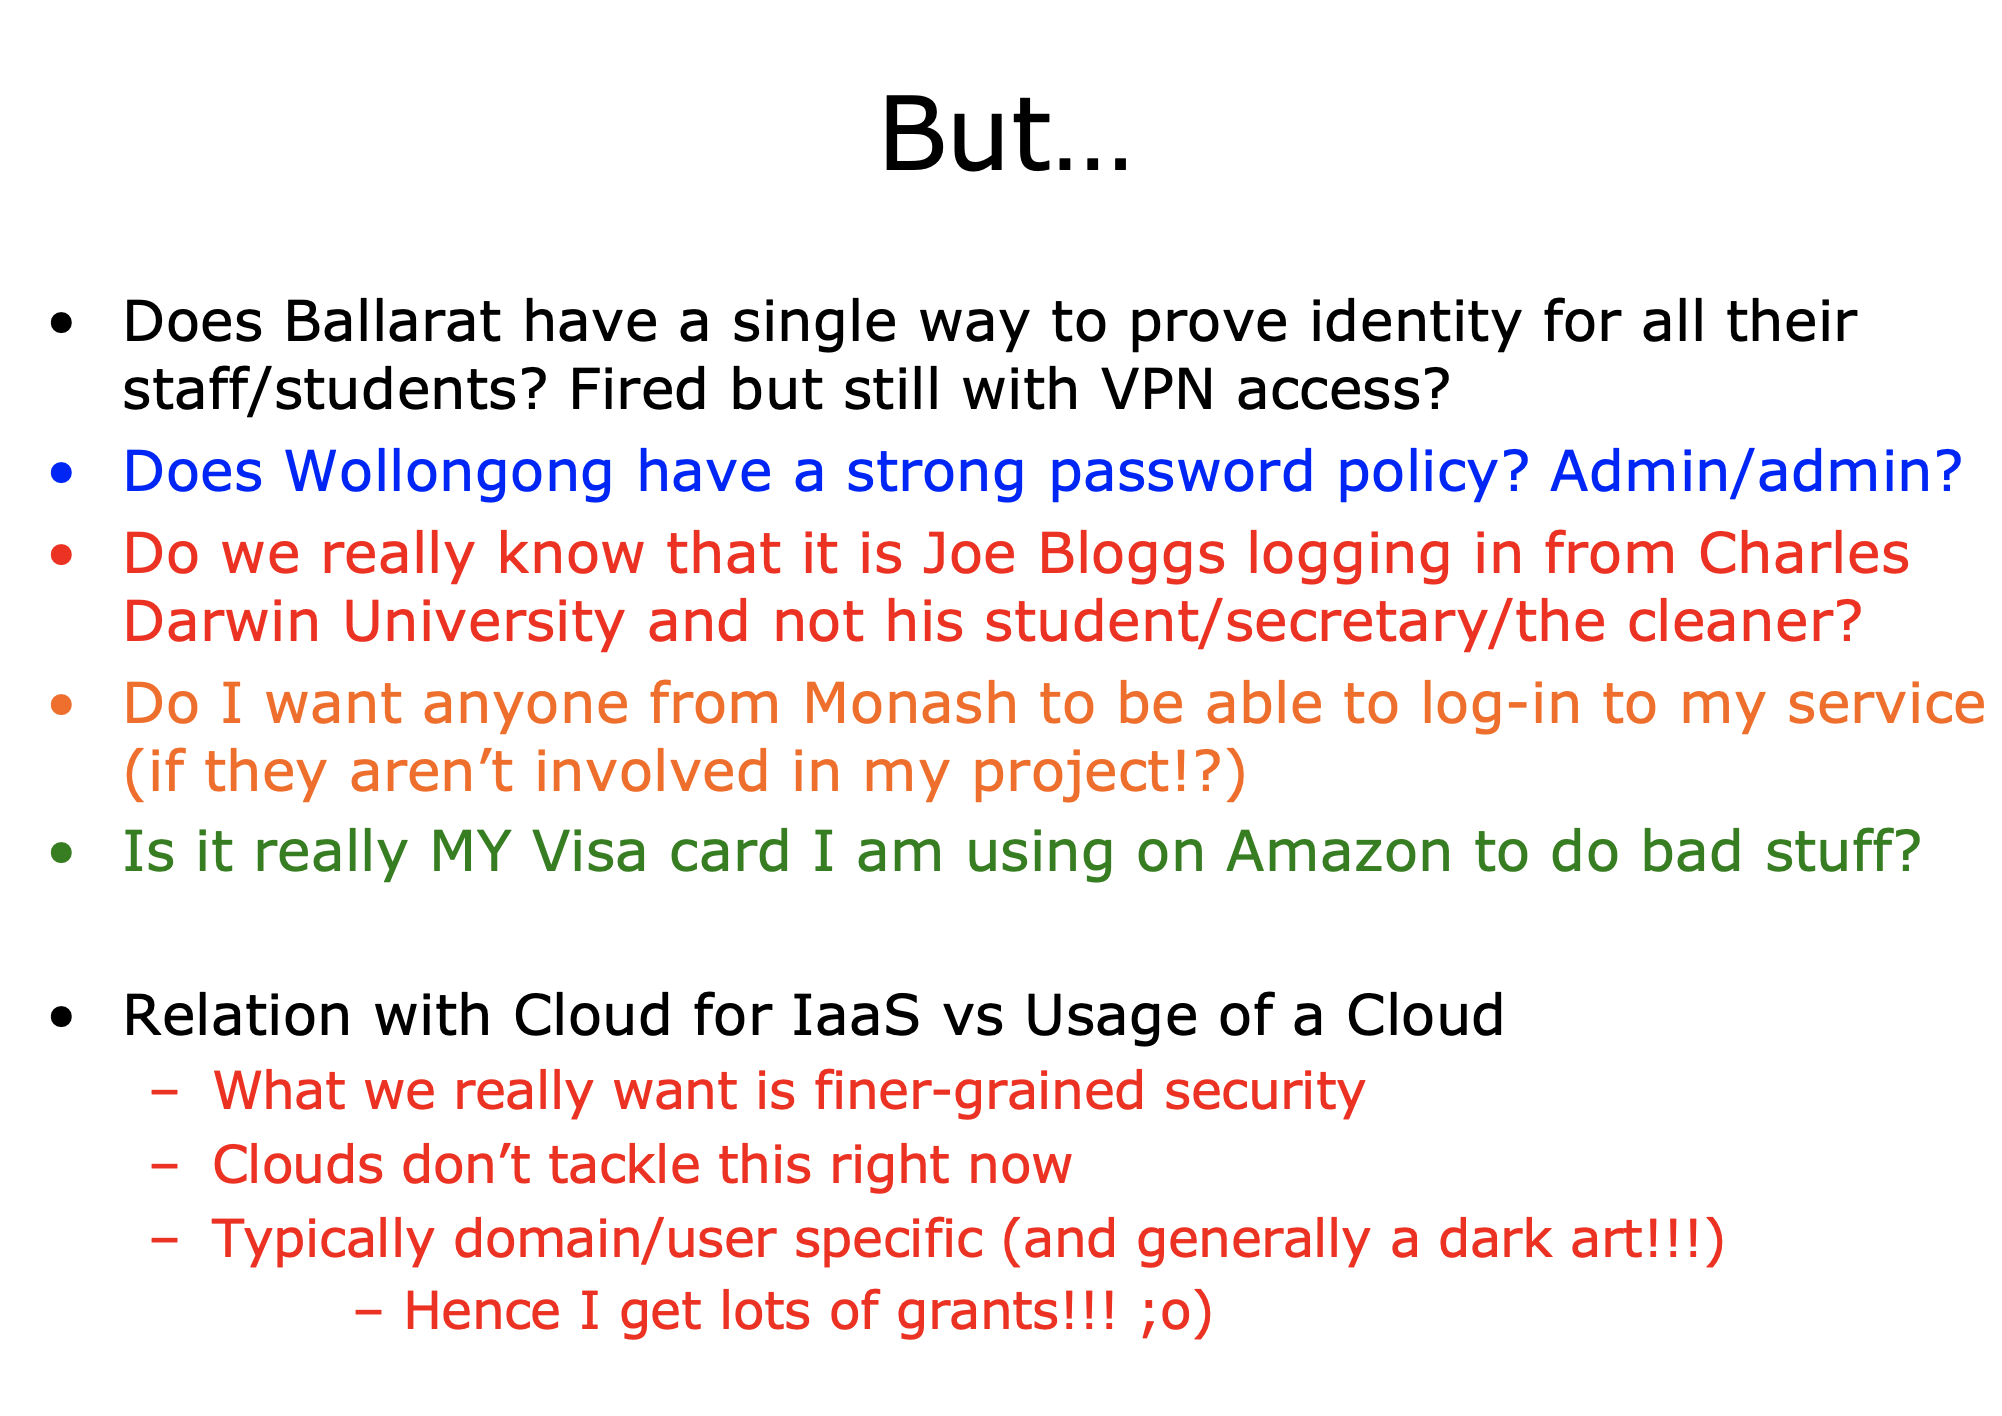 But...
• Does Ballarat have a single way to prove identity for all their
staff/students? Fired but still with VPN access?
• Does Wollongong have a strong password policy? Admin/admin?
• Do we really know that it is Joe Bloggs logging in from Charles
Darwin University and not his student/secretary/the cleaner?
• Do I want anyone from Monash to be able to log-in to my service
(if they aren’t involved in my project!?)
• Is it really MY Visa card I am using on Amazon to do bad stuff?
• Relation with Cloud for IaaS vs Usage of a Cloud
– What we really want is finer-grained security
– Clouds don’t tackle this right now
– Typically domain/user specific (and generally a dark art!!!)
– Hence I get lots of grants!!! ;o)